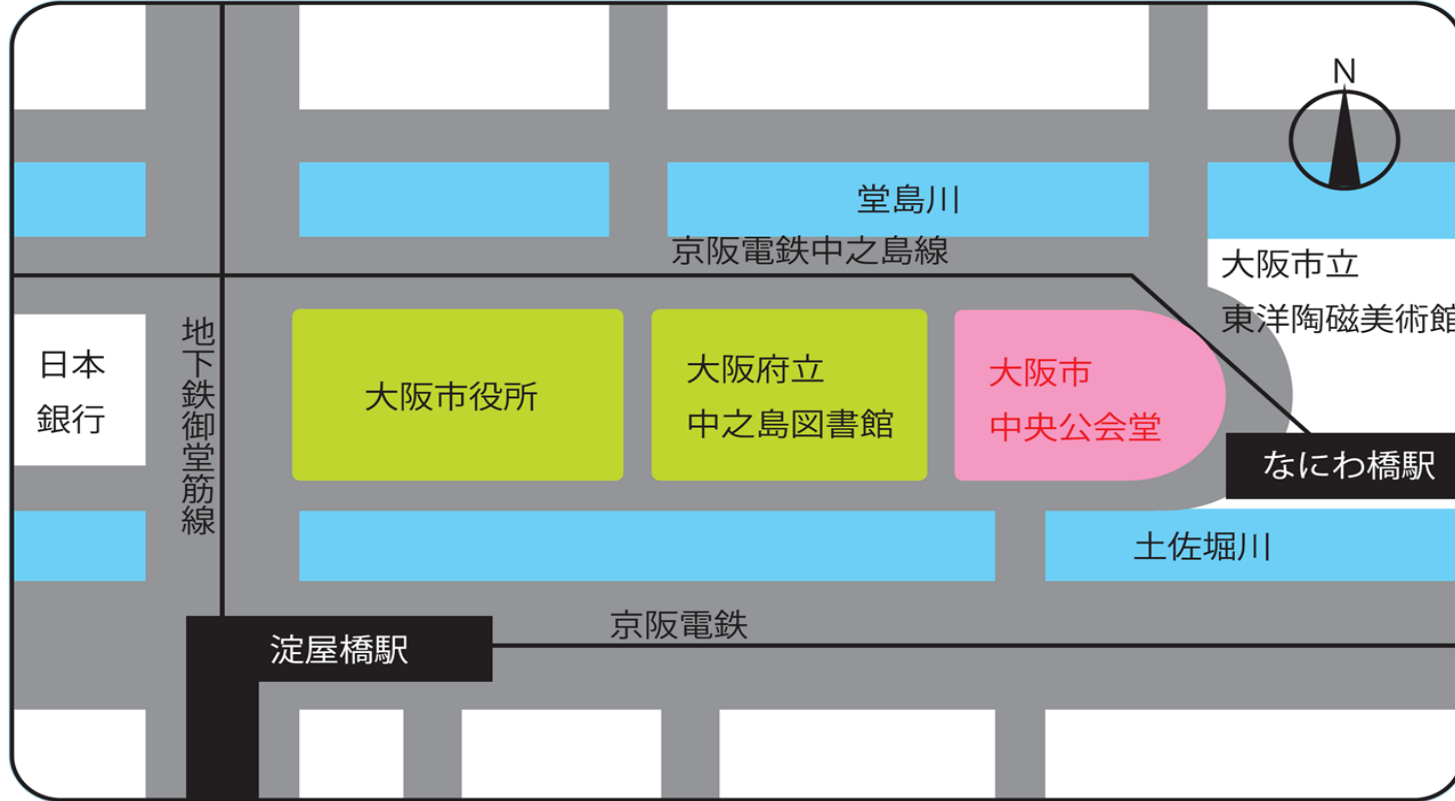 N
堂島川
京阪電鉄中之島線
大阪市立
東洋陶磁美術館
地下鉄御堂筋線
日本
銀行
大阪市役所
大阪府立
中之島図書館
大阪市
中央公会堂
なにわ橋駅
土佐堀川
京阪電鉄
淀屋橋駅